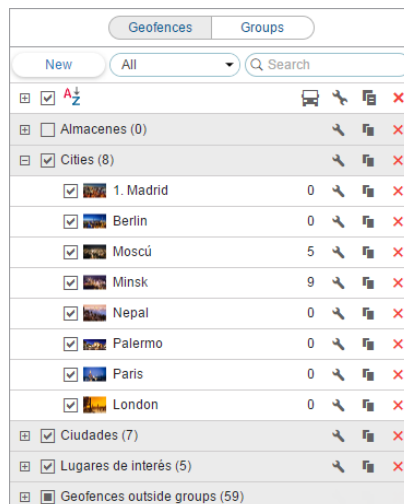 Geofences Groups
New All Search
AZ
Almacenes (0)
Cities (8)
1. Madrid 0
Berlin 0
Moscú 5
Minsk 9
Nepal 0
Palermo 0
Paris 0
London 0
Ciudades (7)
Lugares de interés (5)
Geofences outside groups (59)